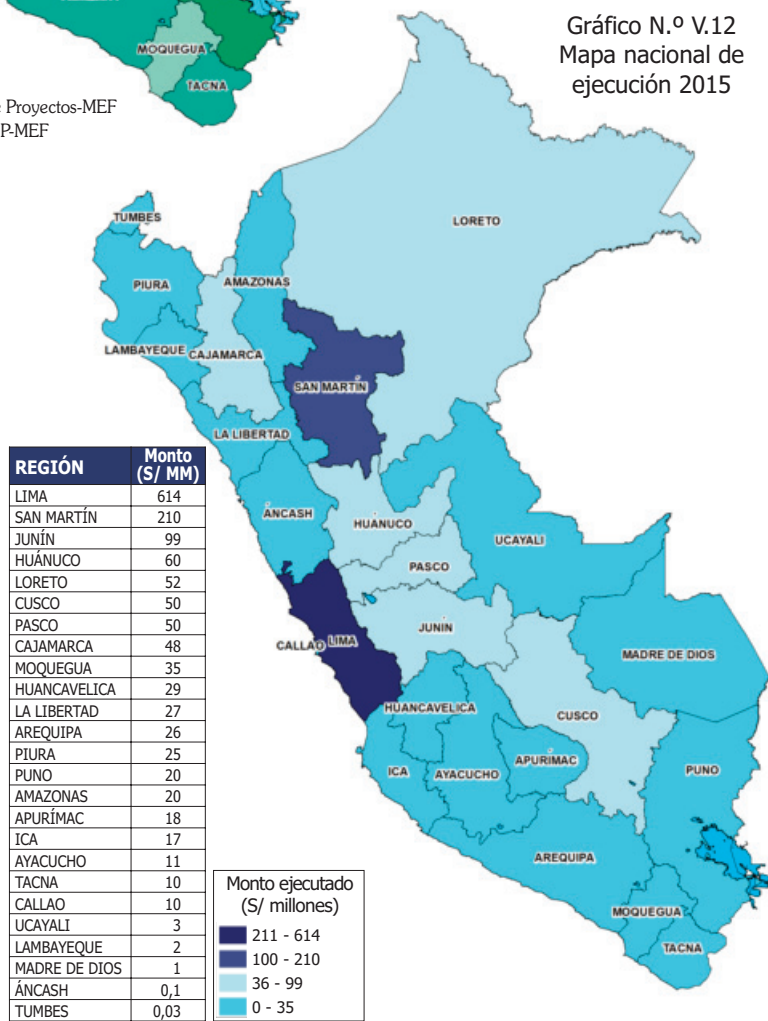 MOQUEGUA
TACNA
Proyectos-MEF
P-MEF
Gráfico N.º V.12
Mapa nacional de
ejecución 2015
LORETO
TUMBES
PIURA
AMAZONAS
LAMBAYEQUE
CAJAMARCA
SAN MARTÍN
LA LIBERTAD
ÁNCASH
HUÁNUCO
UCAYALI
PASCO
JUNÍN
CALLAO
LIMA
MADRE DE DIOS
HUANCAVELICA
CUSCO
ICA
AYACUCHO
APURÍMAC
PUNO
AREQUIPA
MOQUEGUA
TACNA
REGIÓN Monto (S/ MM)
LIMA 614
SAN MARTÍN 210
JUNÍN 99
HUÁNUCO 60
LORETO 52
CUSCO 50
PASCO 50
CAJAMARCA 48
MOQUEGUA 35
HUANCAVELICA 29
LA LIBERTAD 27
AREQUIPA 26
PIURA 25
PUNO 20
AMAZONAS 20
APURÍMAC 18
ICA 17
AYACUCHO 11
TACNA 10
CALLAO 10
UCAYALI 3
LAMBAYEQUE 2
MADRE DE DIOS 1
ÁNCASH 0,1
TUMBES 0,03
Monto ejecutado
(S/ millones)
211 - 614
100 - 210
36 - 99
0 - 35